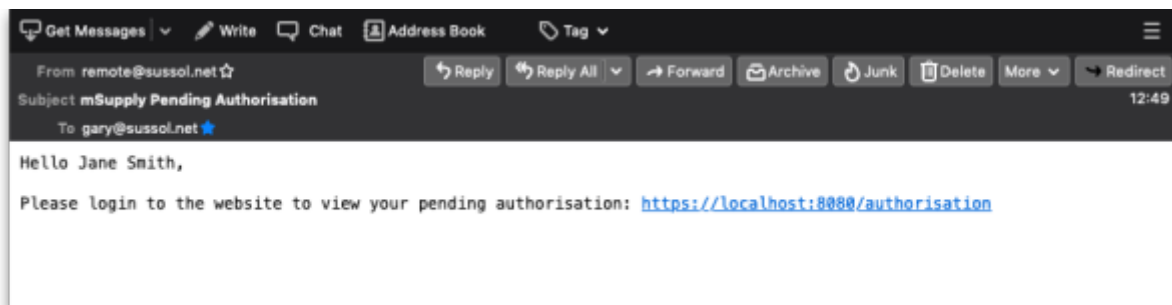 Get Messages Write Chat Address Book Tag
From remote@sussol.net Reply Reply All Forward Archive Junk Delete More Redirect
Subject mSupply Pending Authorisation 12:49
To gary@sussol.net
Hello Jane Smith,
Please login to the website to view your pending authorisation: https://localhost:8080/authorisation